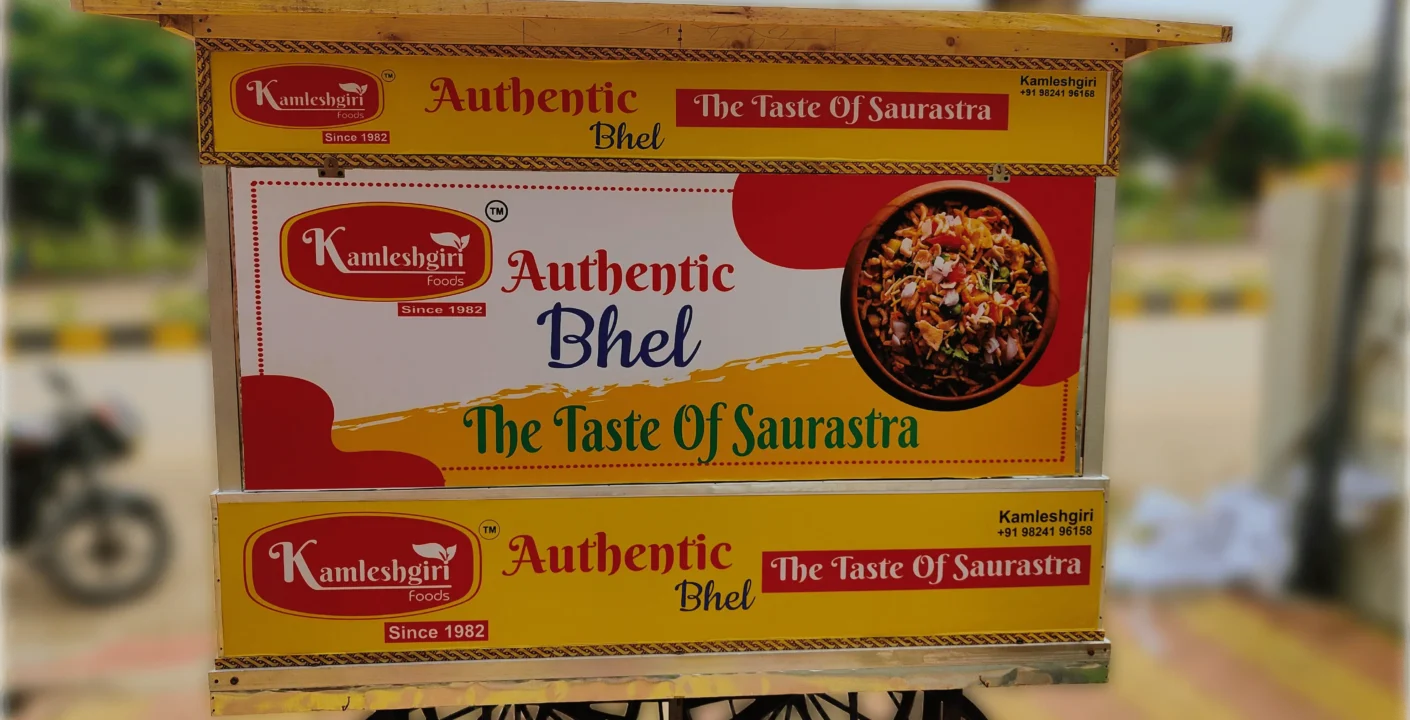 Kamleshgiri TM
Foods
Since 1982
Authentic
Bhel
The Taste Of Saurastra
Kamleshgiri
+91 98241 96158
Kamleshgiri TM
Foods
Since 1982
Authentic
Bhel
The Taste Of Saurastra
Kamleshgiri TM
Foods
Since 1982
Authentic
Bhel
The Taste Of Saurastra
Kamleshgiri
+91 98241 96158